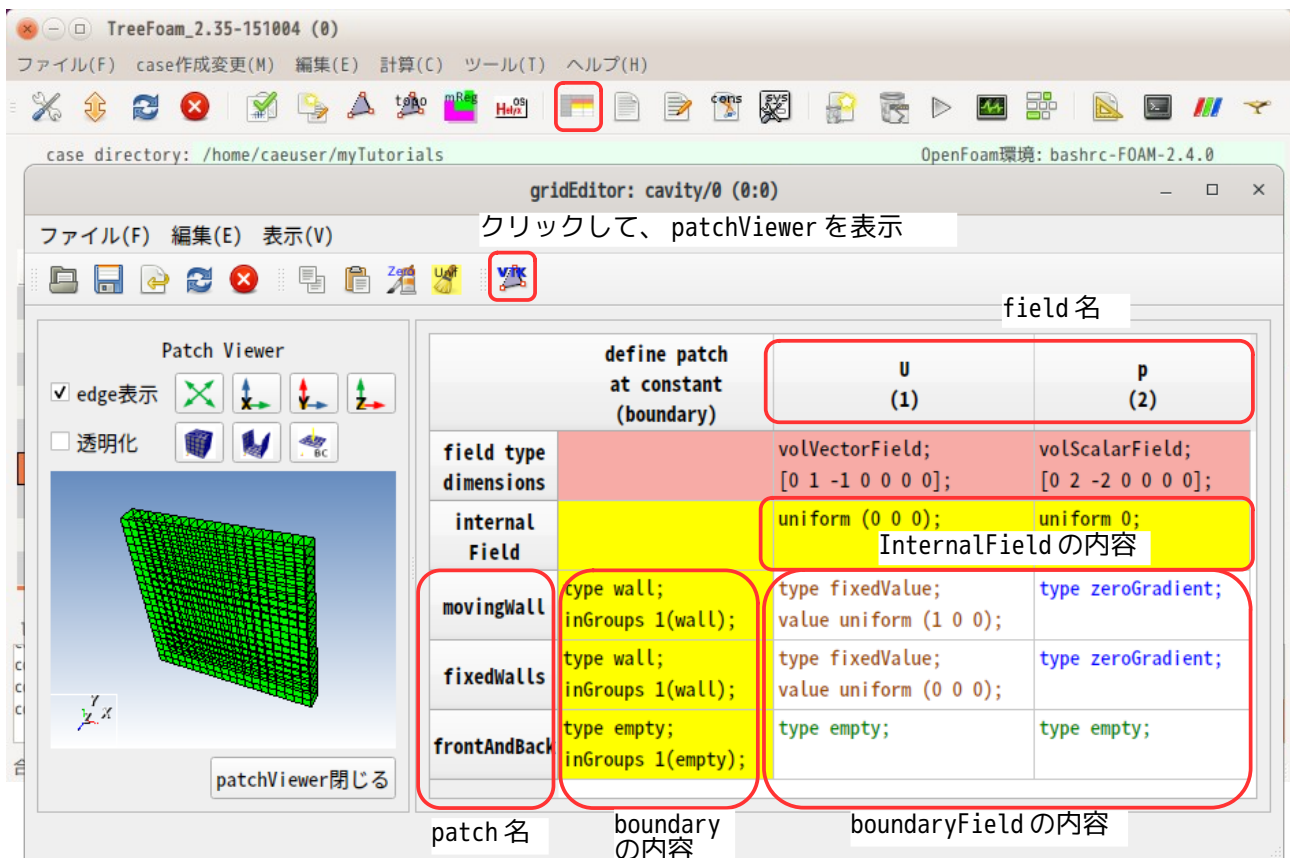 TreeFoam_2.35-151004 (0)
ファイル(F) case作成変更(M) 編集(E) 計算(C) ツール(T) ヘルプ(H)
topo mReg OS cons sys
case directory: /home/caeuser/myTutorials OpenFoam環境: bashrc-FOAM-2.4.0
gridEditor: cavity/0 (0:0)
クリックして、 patchViewer を表示
ファイル(F) 編集(E) 表示(V)
Zero Unif VTK
field 名
Patch Viewer
edge表示 X Y Z
透明化 BC
define patch
at constant
(boundary)
U
(1)
p
(2)
field type
dimensions
volVectorField;
[0 1 -1 0 0 0 0];
volScalarField;
[0 2 -2 0 0 0 0];
internal
Field
uniform (0 0 0);
uniform 0;
InternalField の内容
movingWall
type wall;
inGroups 1(wall);
type fixedValue;
value uniform (1 0 0);
type zeroGradient;
fixedWalls
type wall;
inGroups 1(wall);
type fixedValue;
value uniform (0 0 0);
type zeroGradient;
frontAndBack
type empty;
inGroups 1(empty);
type empty;
type empty;
Y
Z X
patchViewer閉じる
patch 名
boundary
の内容
boundaryField の内容